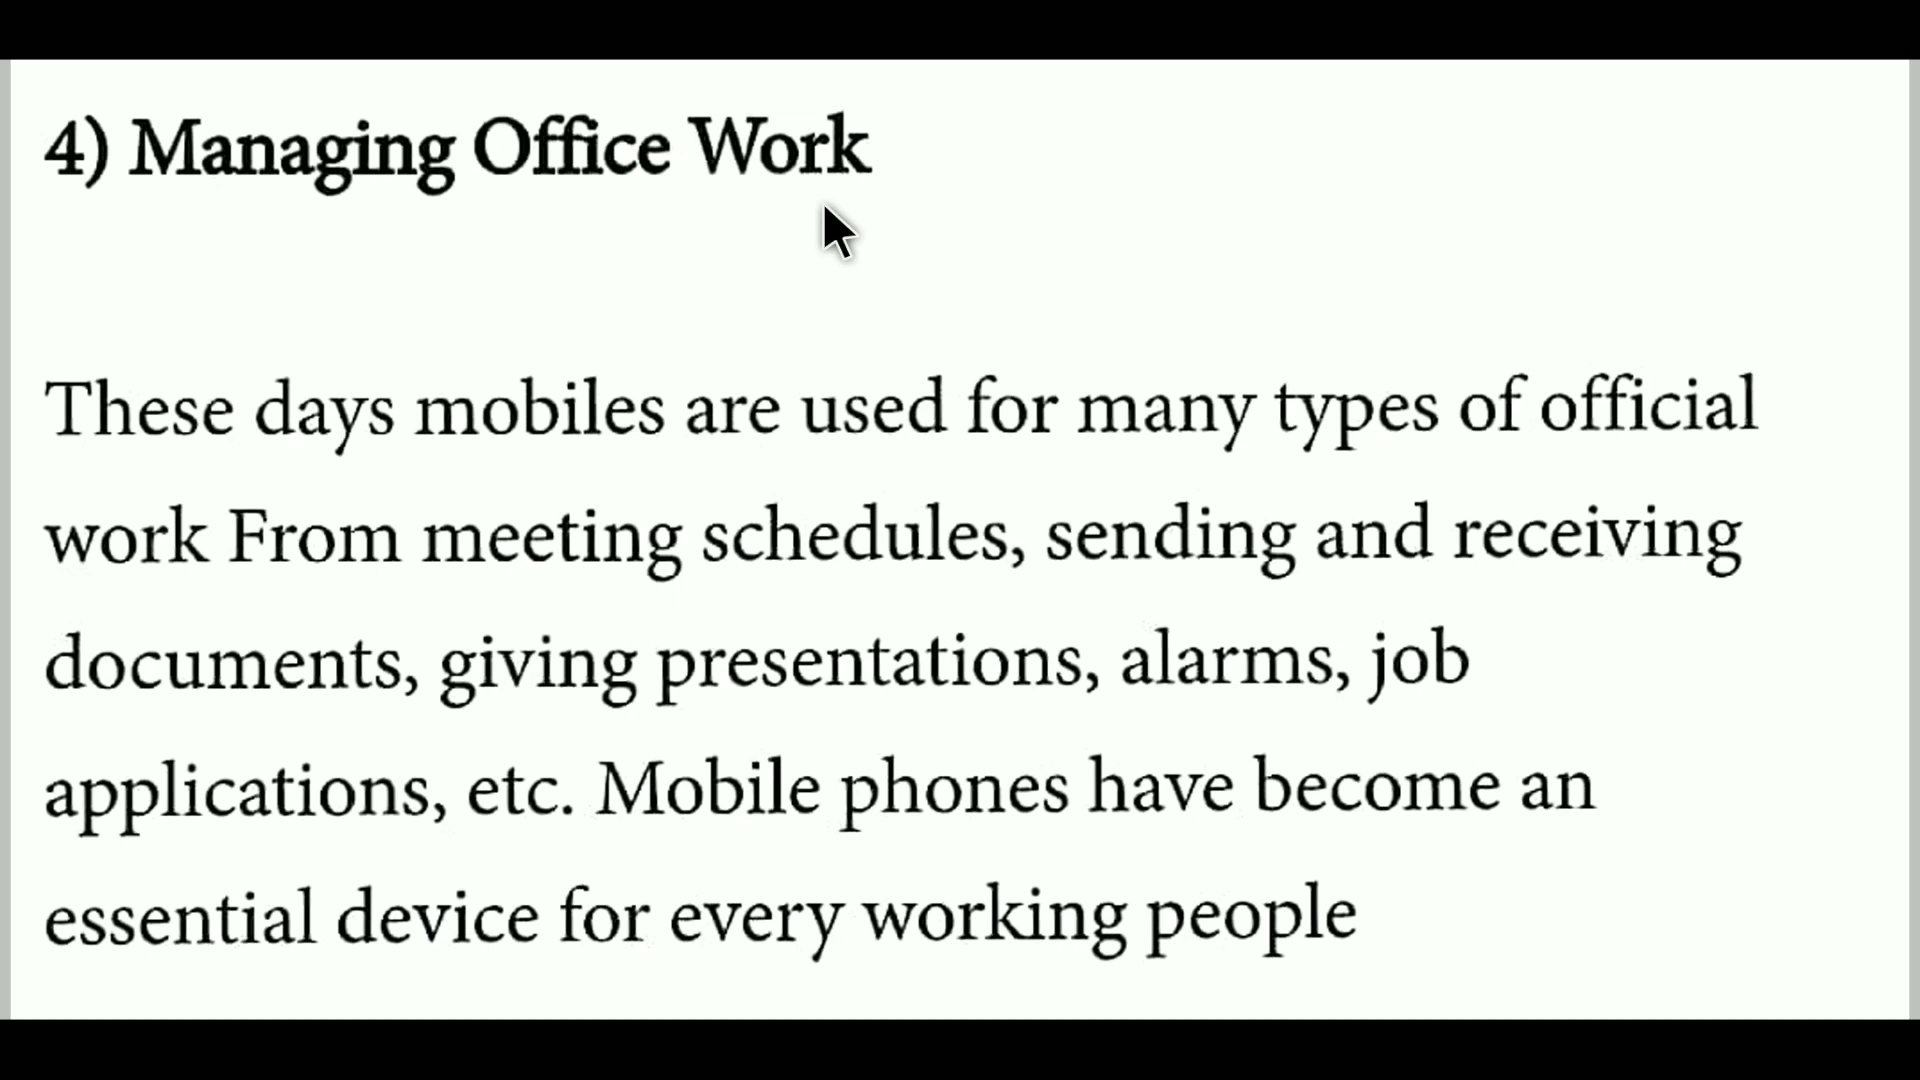 4) Managing Office Work
These days mobiles are used for many types of official
work From meeting schedules, sending and receiving
documents, giving presentations, alarms, job
applications, etc. Mobile phones have become an
essential device for every working people